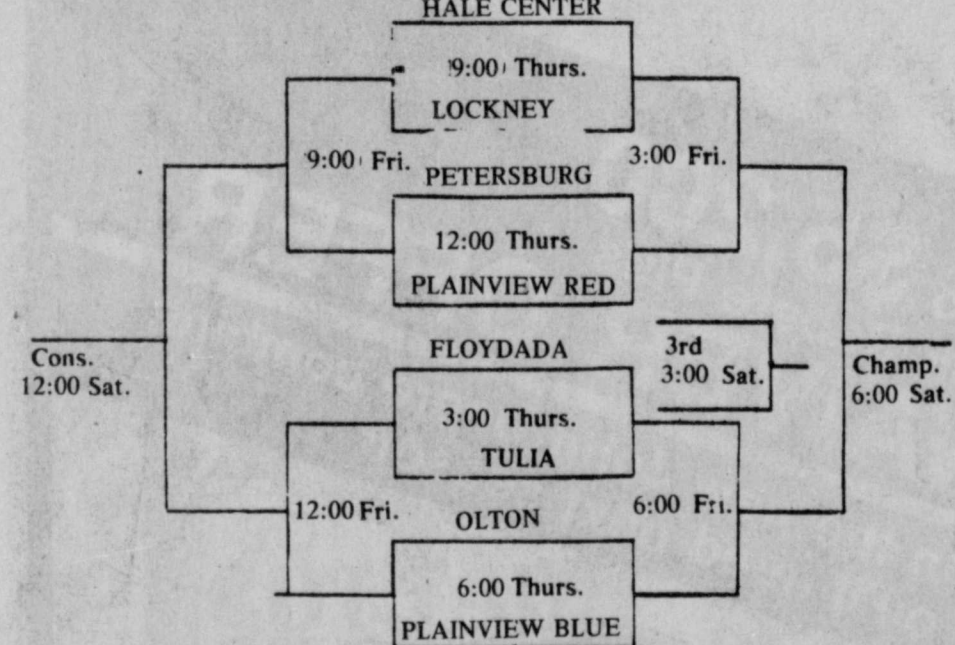 HALE CENTER
9:00 Thurs.
LOCKNEY
9:00 Fri.
3:00 Fri.
PETERSBURG
12:00 Thurs.
PLAINVIEW RED
Cons.
12:00 Sat.
FLOYDADA
3rd
3:00 Sat.
Champ.
6:00 Sat.
3:00 Thurs.
TULIA
12:00 Fri.
OLTON
6:00 Fri.
6:00 Thurs.
PLAINVIEW BLUE